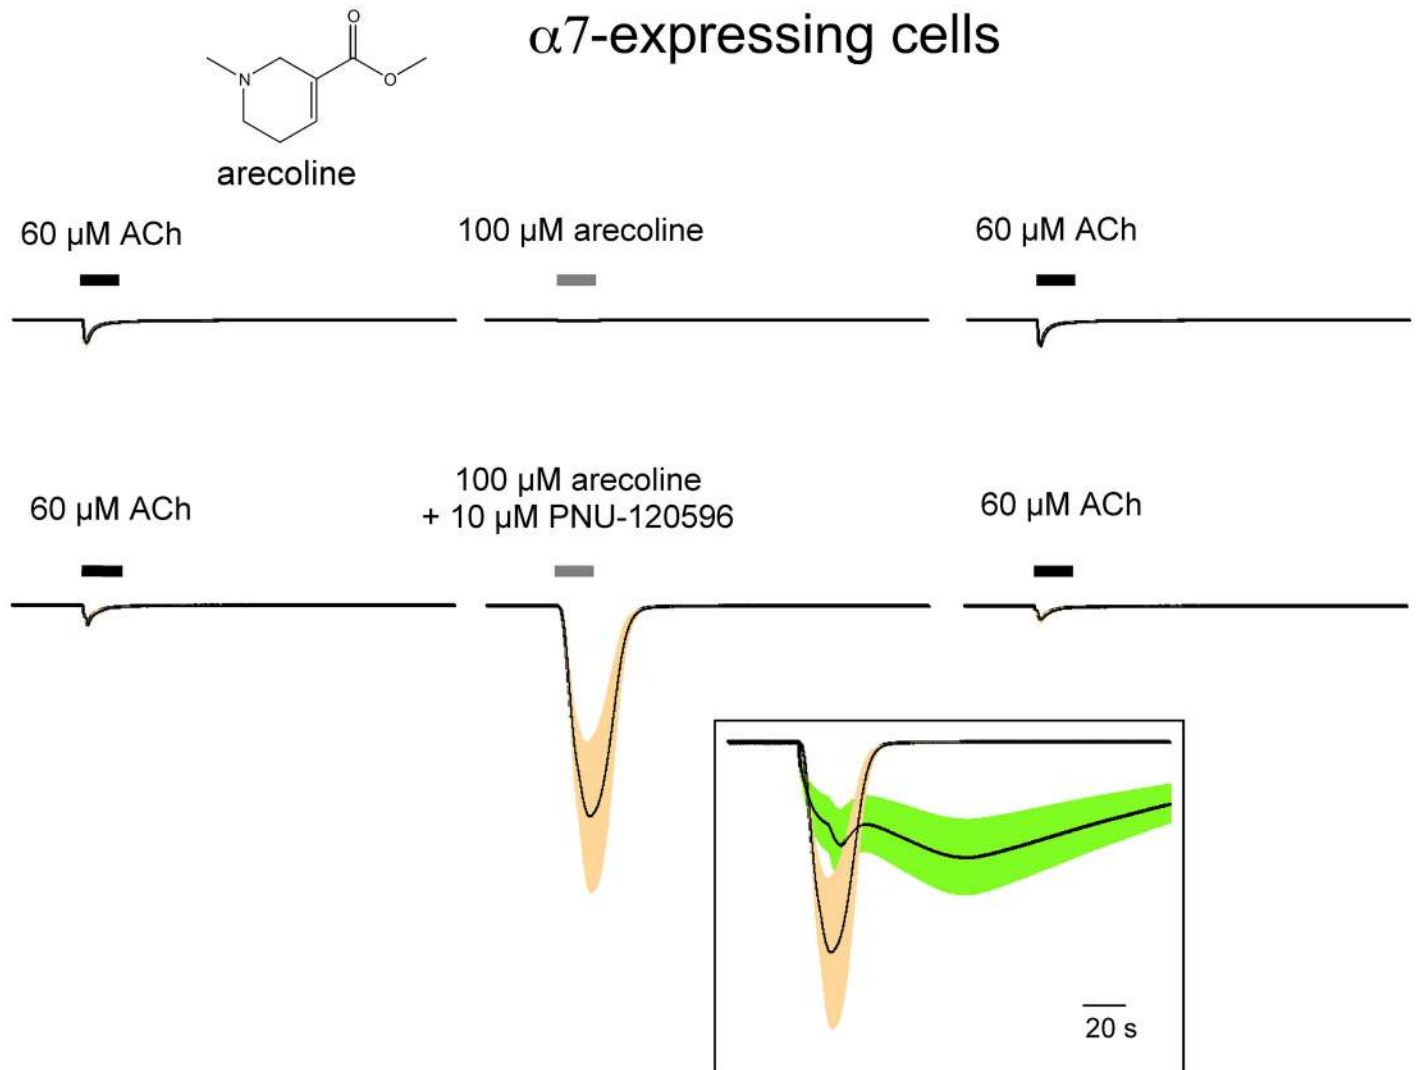 α7-expressing cells
O
N
O
arecoline
60 µM ACh
100 µM arecoline
60 µM ACh
60 µM ACh
100 µM arecoline
+ 10 µM PNU-120596
60 µM ACh
20 s